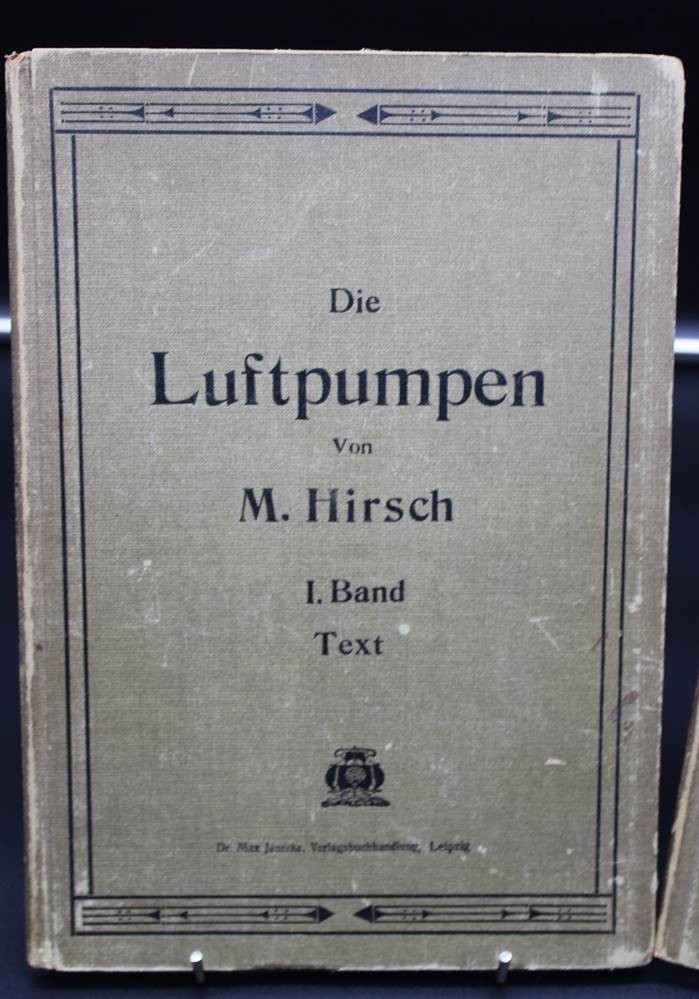 Die
Luftpumpen
Von
M. Hirsch
I. Band
Text
Dr. Max Jänecke, Verlagsbuchhandlung, Leipzig